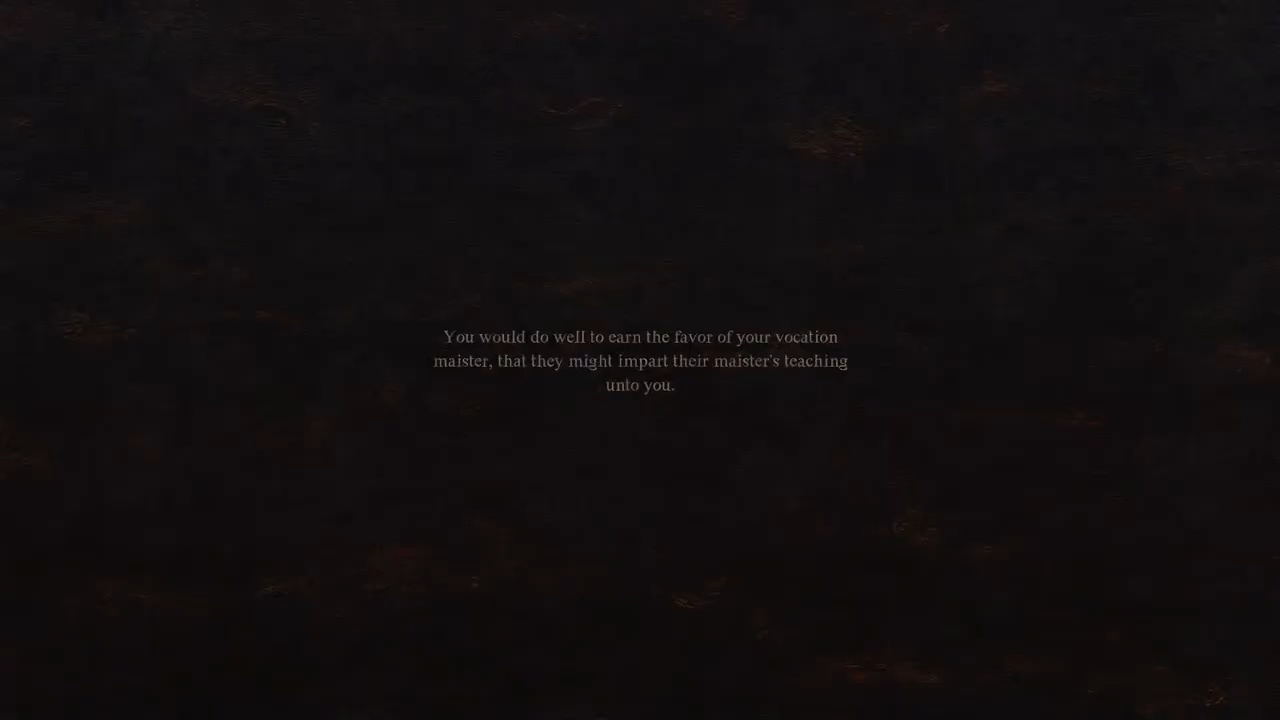 You would do well to earn the favor of your vocation
maister, that they might impart their maister's teaching
unto you.